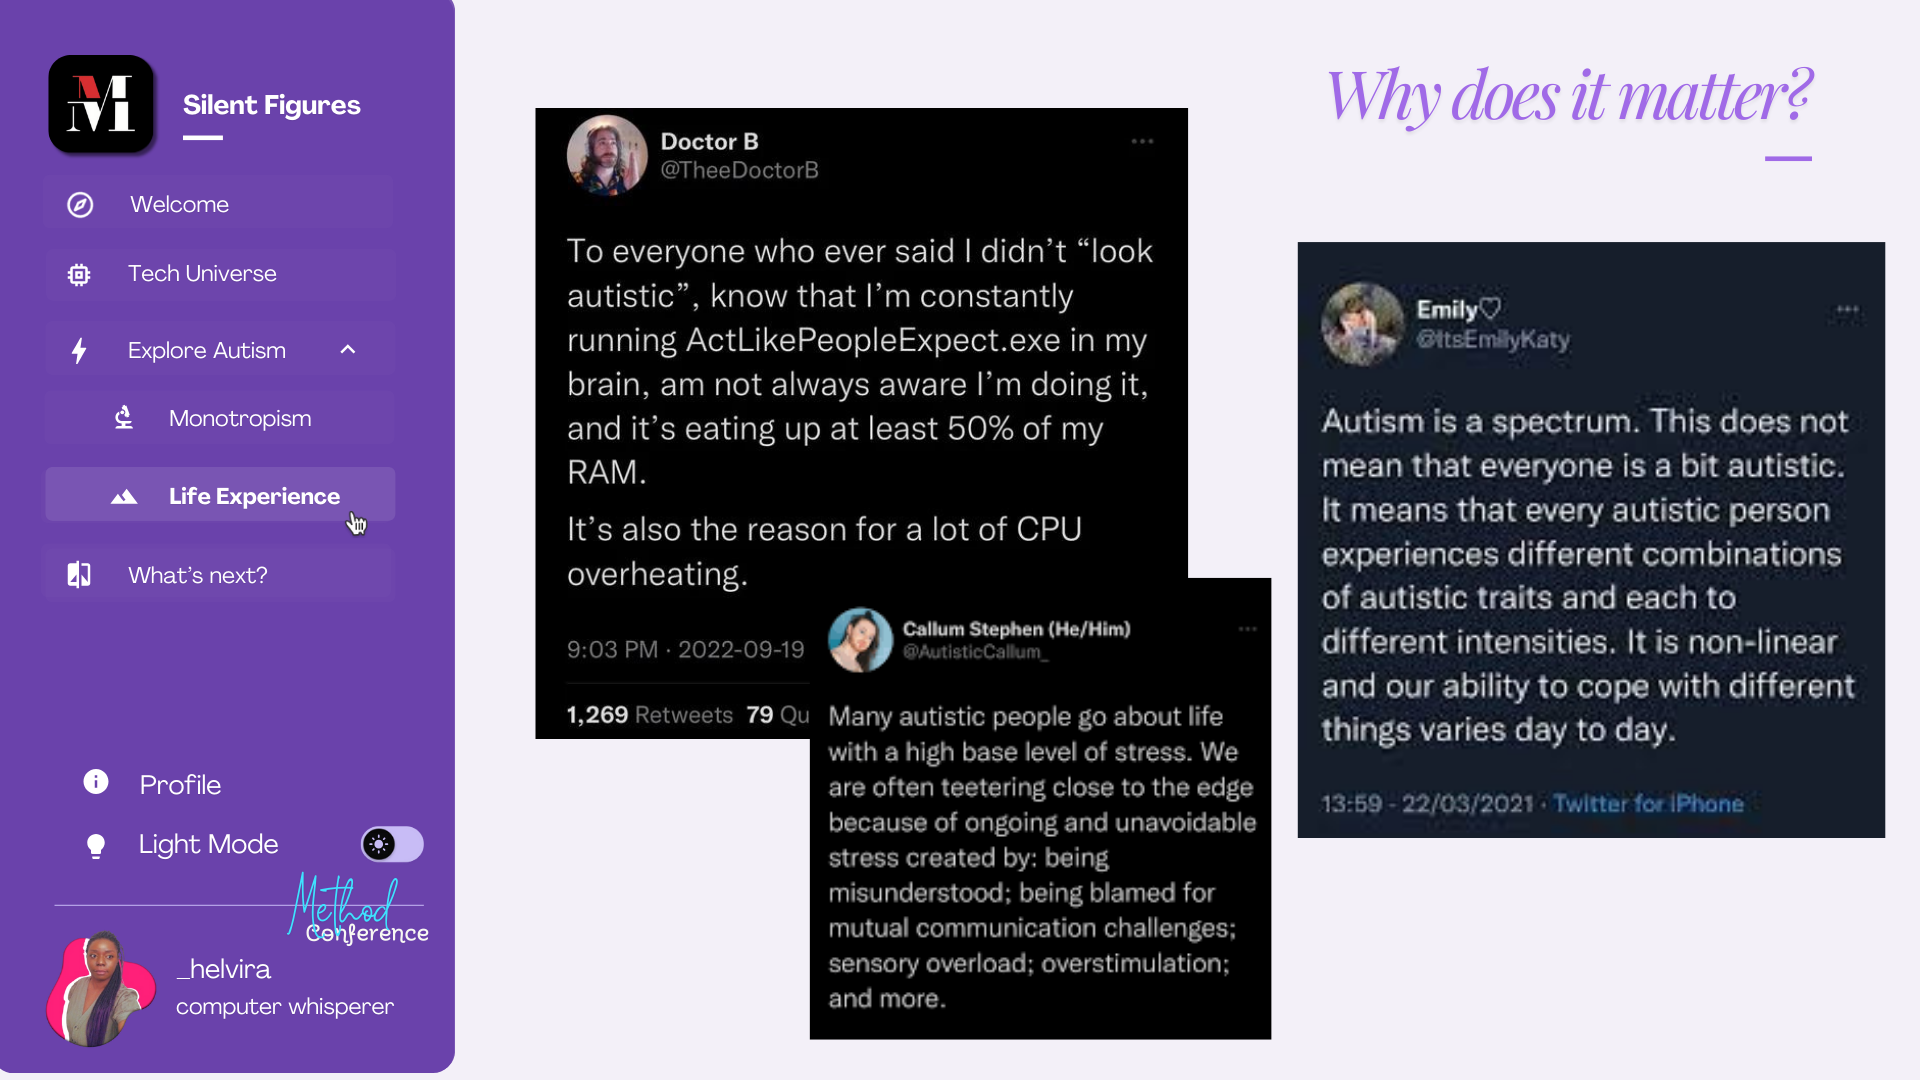 M
Silent Figures
Welcome
Tech Universe
Explore Autism
Monotropism
Life Experience
What's next?
Profile
Light Mode
Method
Conference
_helvira
computer whisperer
Why does it matter?
Doctor B
@TheeDoctorB
To everyone who ever said I didn't “look
autistic”, know that I'm constantly
running ActLikePeopleExpect.exe in my
brain, am not always aware I'm doing it,
and it's eating up at least 50% of my
RAM.
It's also the reason for a lot of CPU
overheating.
9:03 PM · 2022-09-19
1,269 Retweets 79 Qu
Callum Stephen (He/Him)
@AutisticCallum_
Many autistic people go about life
with a high base level of stress. We
are often teetering close to the edge
because of ongoing and unavoidable
stress created by: being
misunderstood; being blamed for
mutual communication challenges;
sensory overload; overstimulation;
and more.
Emily♡
@ItsEmilyKaty
Autism is a spectrum. This does not
mean that everyone is a bit autistic.
It means that every autistic person
experiences different combinations
of autistic traits and each to
different intensities. It is non-linear
and our ability to cope with different
things varies day to day.
13:59 · 22/03/2021 · Twitter for iPhone